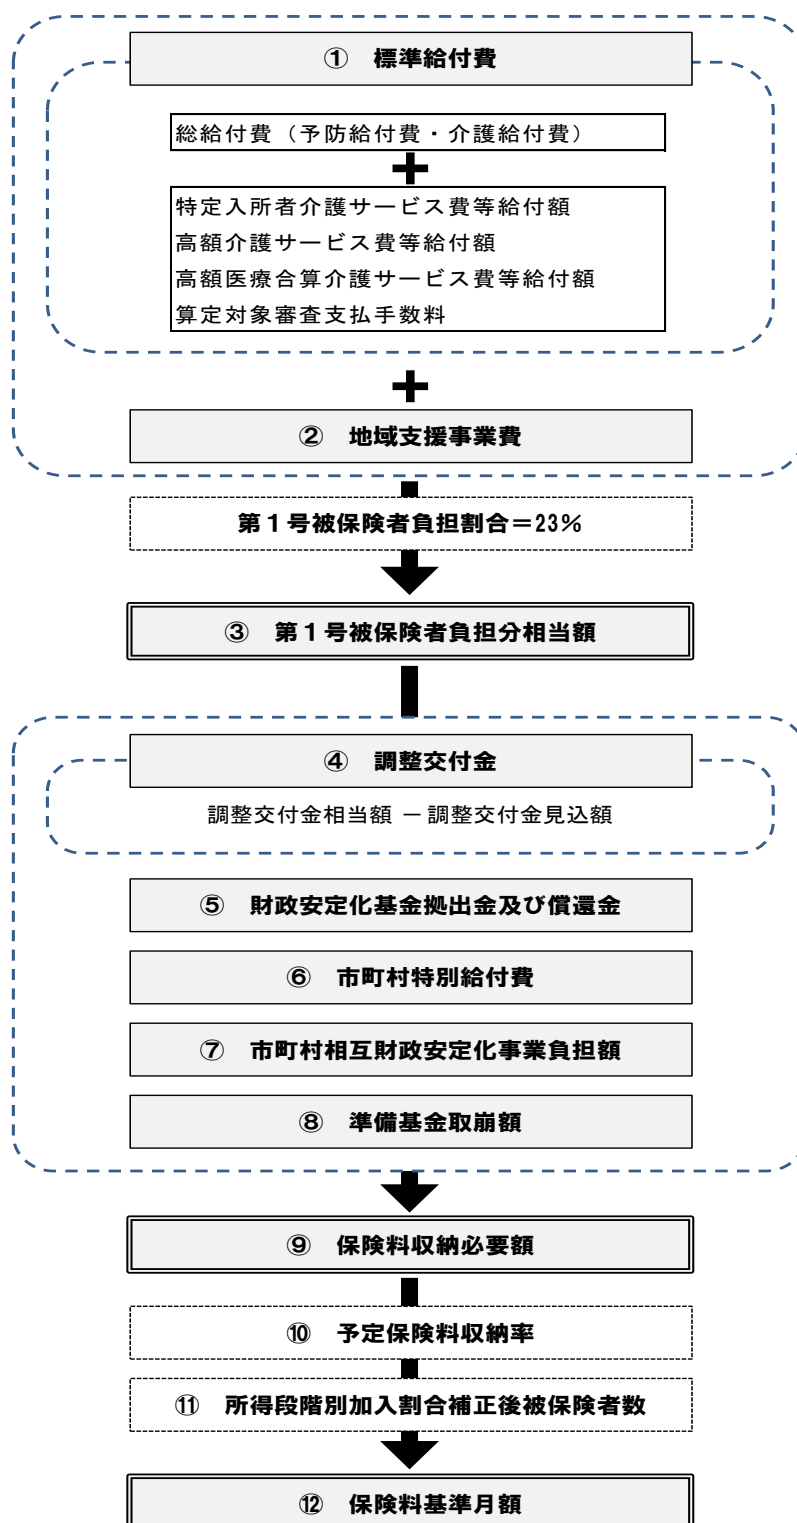 ① 標準給付費
総給付費（予防給付費・介護給付費）
＋
特定入所者介護サービス費等給付額
高額介護サービス費等給付額
高額医療合算介護サービス費等給付額
算定対象審査支払手数料
＋
② 地域支援事業費
第１号被保険者負担割合＝23％
③ 第１号被保険者負担分相当額
④ 調整交付金
調整交付金相当額 － 調整交付金見込額
⑤ 財政安定化基金拠出金及び償還金
⑥ 市町村特別給付費
⑦ 市町村相互財政安定化事業負担額
⑧ 準備基金取崩額
⑨ 保険料収納必要額
⑩ 予定保険料収納率
⑪ 所得段階別加入割合補正後被保険者数
⑫ 保険料基準月額